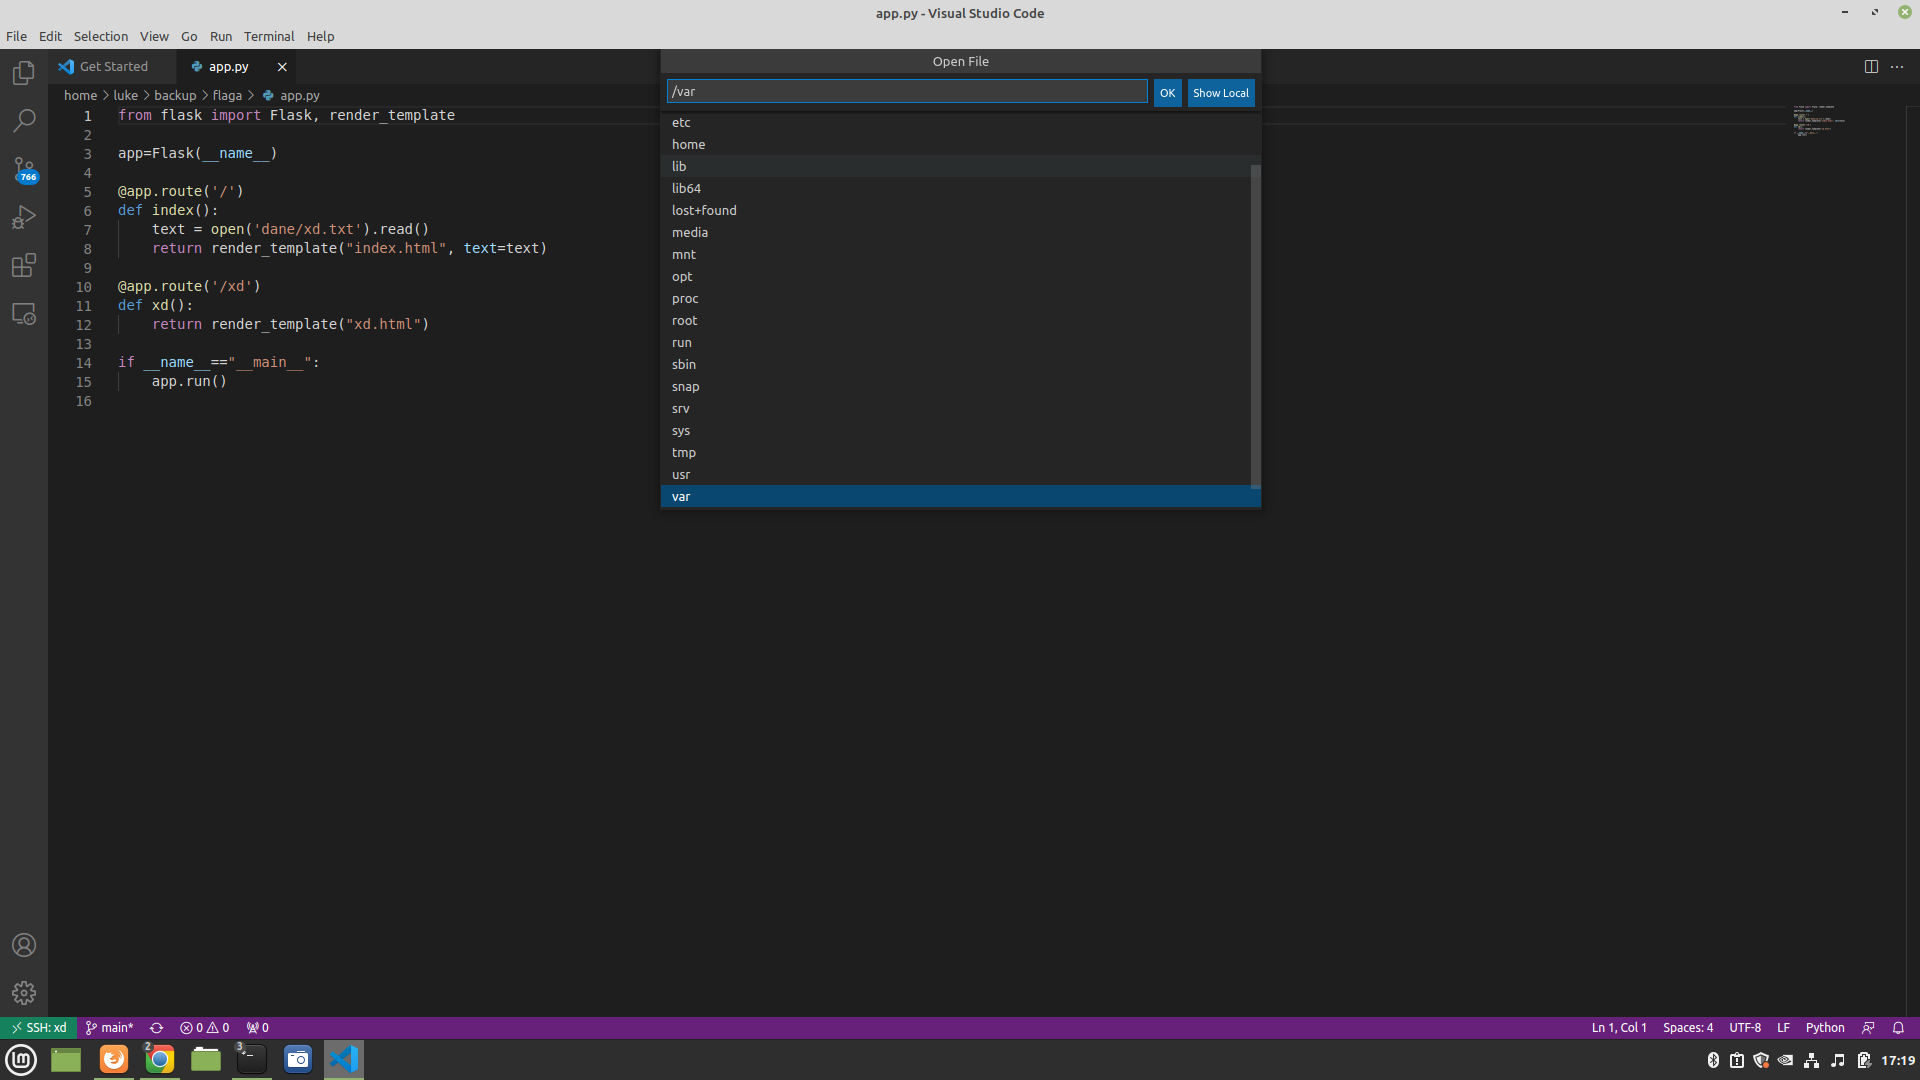 app.py - Visual Studio Code
File Edit Selection View Go Run Terminal Help
Get Started app.py
home > luke > backup > flaga > app.py
1 from flask import Flask, render_template
2
3 app=Flask(__name__)
4
5 @app.route('/')
6 def index():
7 text = open('dane/xd.txt').read()
8 return render_template("index.html", text=text)
9
10 @app.route('/xd')
11 def xd():
12 return render_template("xd.html")
13
14 if __name__=="__main__":
15 app.run()
16
Open File
/var OK Show Local
etc
home
lib
lib64
lost+found
media
mnt
opt
proc
root
run
sbin
snap
srv
sys
tmp
usr
var
766
SSH: xd main* 0 0 0 Ln 1, Col 1 Spaces: 4 UTF-8 LF Python
2 3 17:19